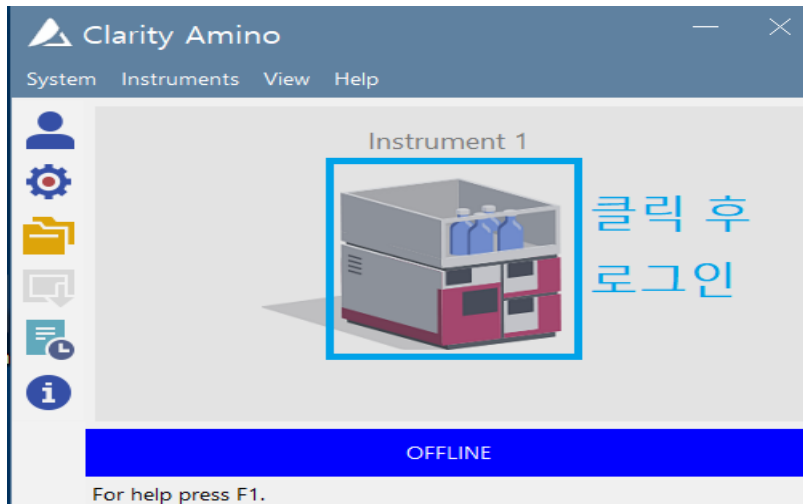 Clarity Amino
System Instruments View Help
Instrument 1
클릭 후
로그인
OFFLINE
For help press F1.